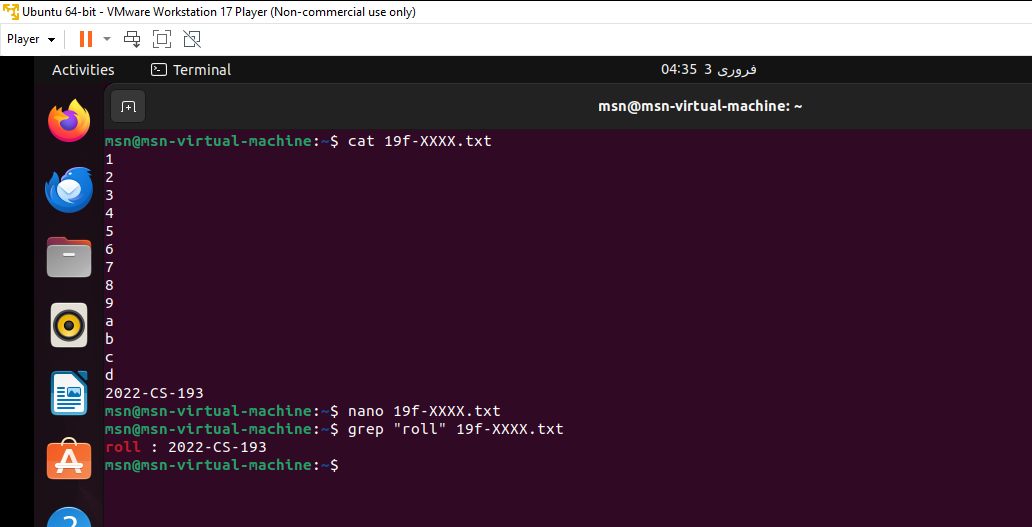 Ubuntu 64-bit - VMware Workstation 17 Player (Non-commercial use only)
Player
Activities
Terminal
04:35 3 فروری
msn@msn-virtual-machine: ~
msn@msn-virtual-machine:~$ cat 19f-XXXX.txt
1
2
3
4
5
6
7
8
9
a
b
c
d
2022-CS-193
msn@msn-virtual-machine:~$ nano 19f-XXXX.txt
msn@msn-virtual-machine:~$ grep "roll" 19f-XXXX.txt
roll : 2022-CS-193
msn@msn-virtual-machine:~$